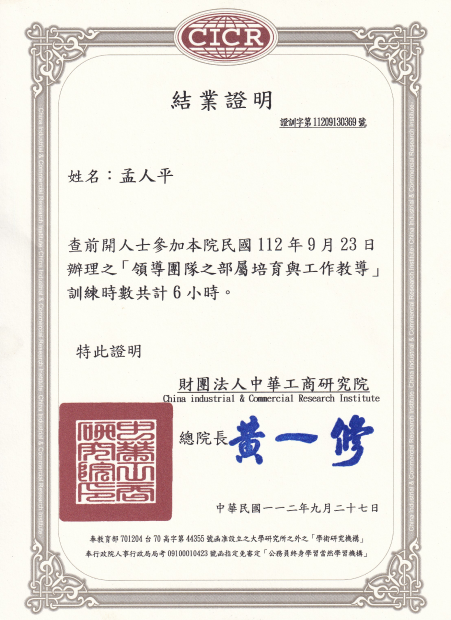 CICR
結業證明
證訓字第11209130369號
姓名：孟人平
查前開人士參加本院民國112年9月23日
辦理之「領導團隊之部屬培育與工作教導」
訓練時數共計6小時。
特此證明
財團法人中華工商研究院
China industrial & Commercial Research Institute
總院長 黃一修
中華民國一一二年九月二十七日
奉教育部701204台70高字第44355號函准設立之大學研究所之外之「學術研究機構」
奉行政院人事行政局局考09100010423號函指定免審定「公務員終身學習當然學習機構」